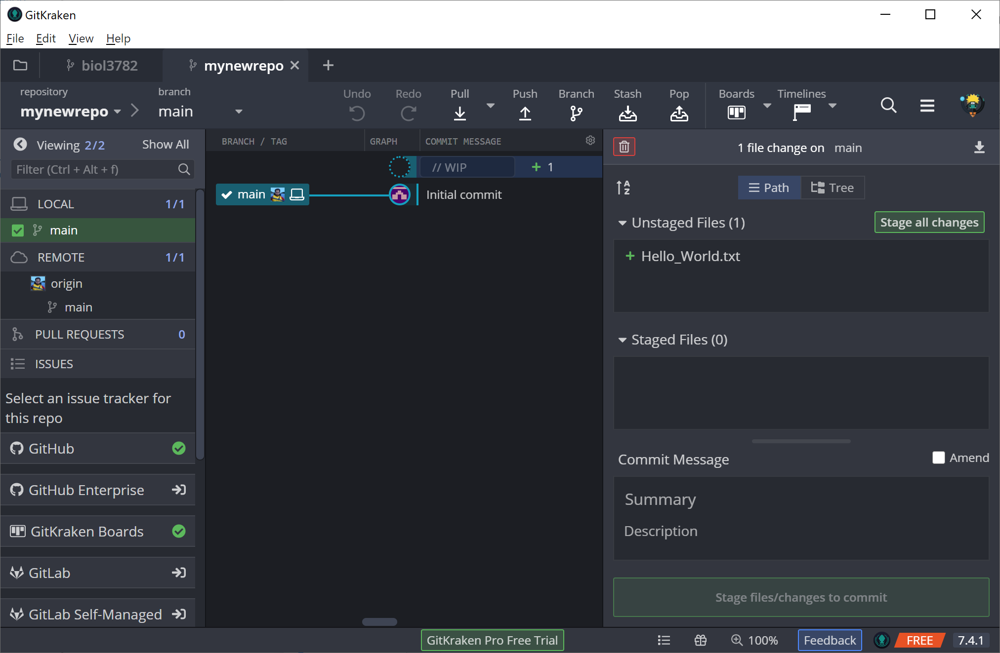 GitKraken
File Edit View Help
biol3782 mynewrepo
repository branch
mynewrepo main
Undo Redo Pull Push Branch Stash Pop Boards Timelines
Viewing 2/2 Show All
Filter (Ctrl + Alt + f)
LOCAL 1/1
main
REMOTE 1/1
origin
main
PULL REQUESTS 0
ISSUES
Select an issue tracker for
this repo
GitHub
GitHub Enterprise
GitKraken Boards
GitLab
GitLab Self-Managed
BRANCH / TAG GRAPH COMMIT MESSAGE
// WIP + 1
main Initial commit
1 file change on main
A
Z
Path Tree
Unstaged Files (1) Stage all changes
+ Hello_World.txt
Staged Files (0)
Commit Message Amend
Summary
Description
Stage files/changes to commit
GitKraken Pro Free Trial 100% Feedback FREE 7.4.1